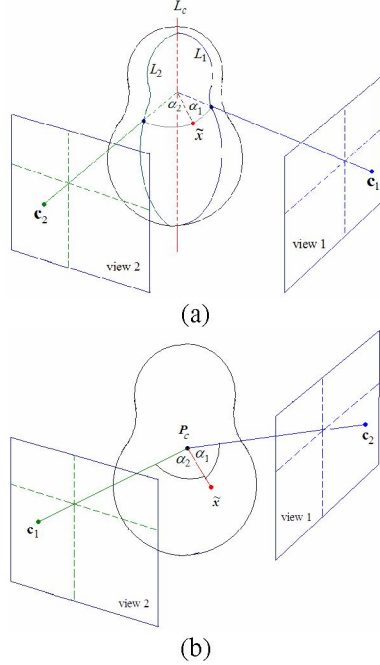 L_c
L_1
L_2
α_2 α_1
x̃
c_1
c_2
view 1
view 2
(a)
P_c
α_2 α_1
c_2
x̃
c_1
view 1
view 2
(b)